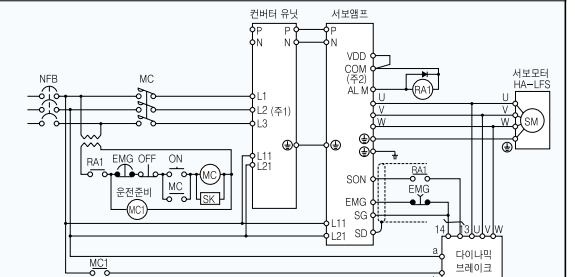 컨버터 유닛
서보앰프
P
P
N
N
VDD
COM
(주2)
ALM
RA1
서보모터
HA-LFS
NFB
MC
L1
L2 (주1)
L3
U
V
W
SM
RA1
EMG
OFF
ON
MC
L11
L21
운전준비
MC
SK
MC1
SON
RA1
EMG
EMG
SG
SD
L11
L21
14
13
U
V
W
a
다이나믹
브레이크
MC1